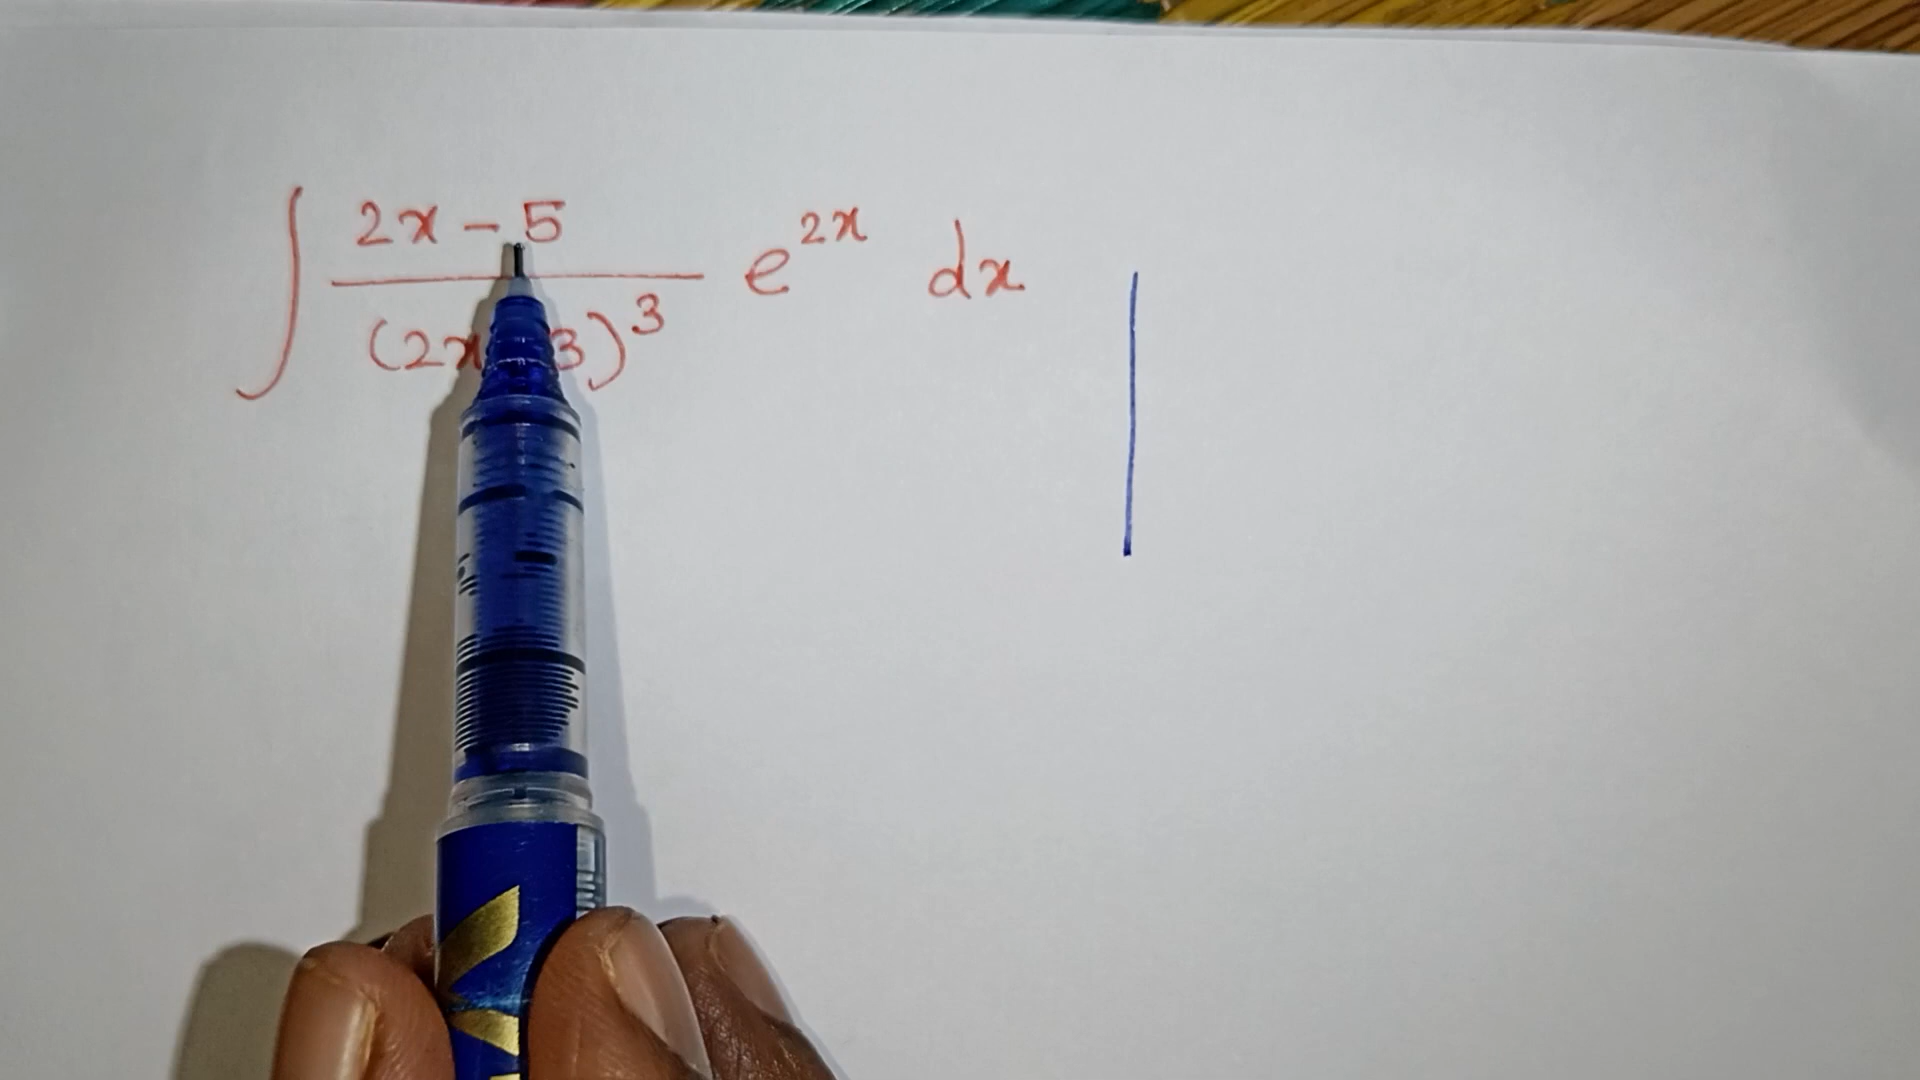 ∫ (2x - 5)/(2x 3)³ e^(2x) dx